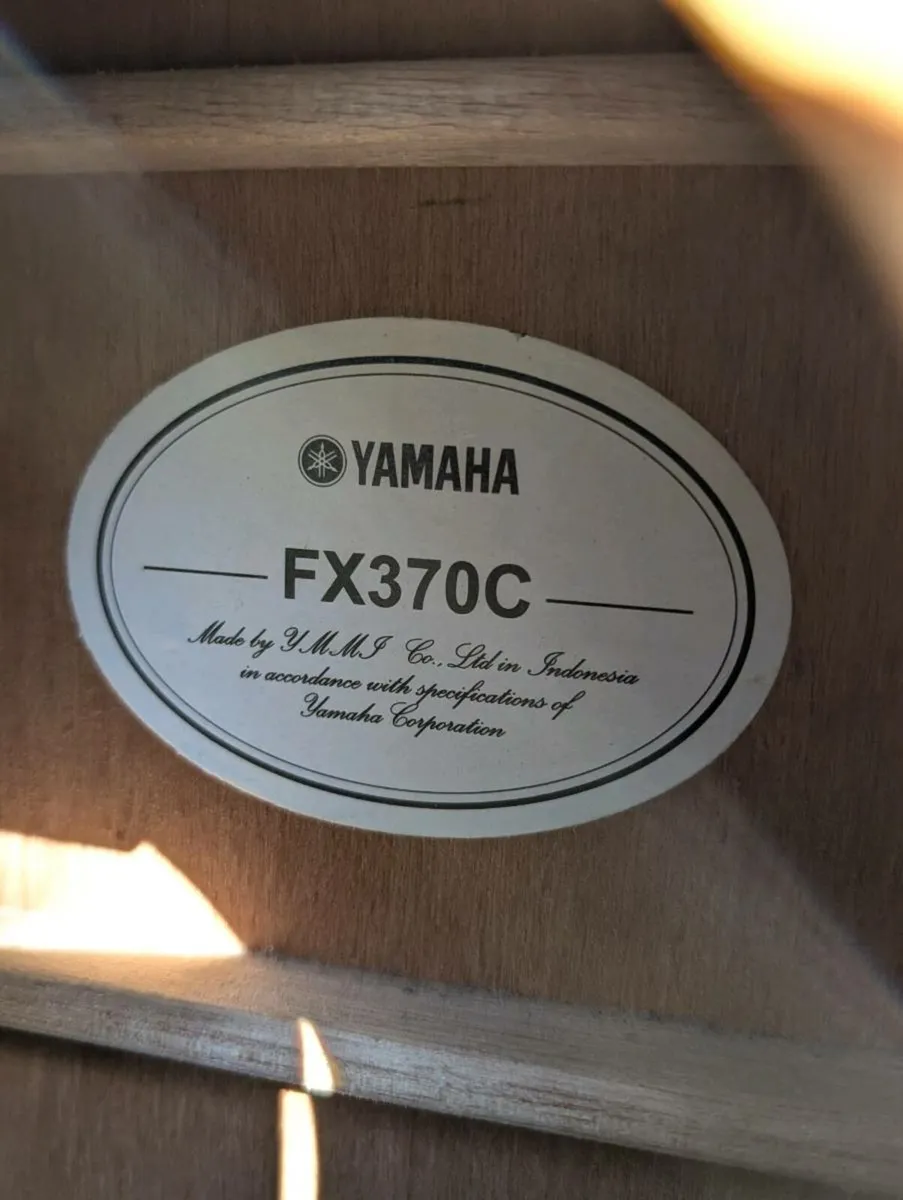 YAMAHA
FX370C
Made by YMMI Co., Ltd in Indonesia
in accordance with specifications of
Yamaha Corporation